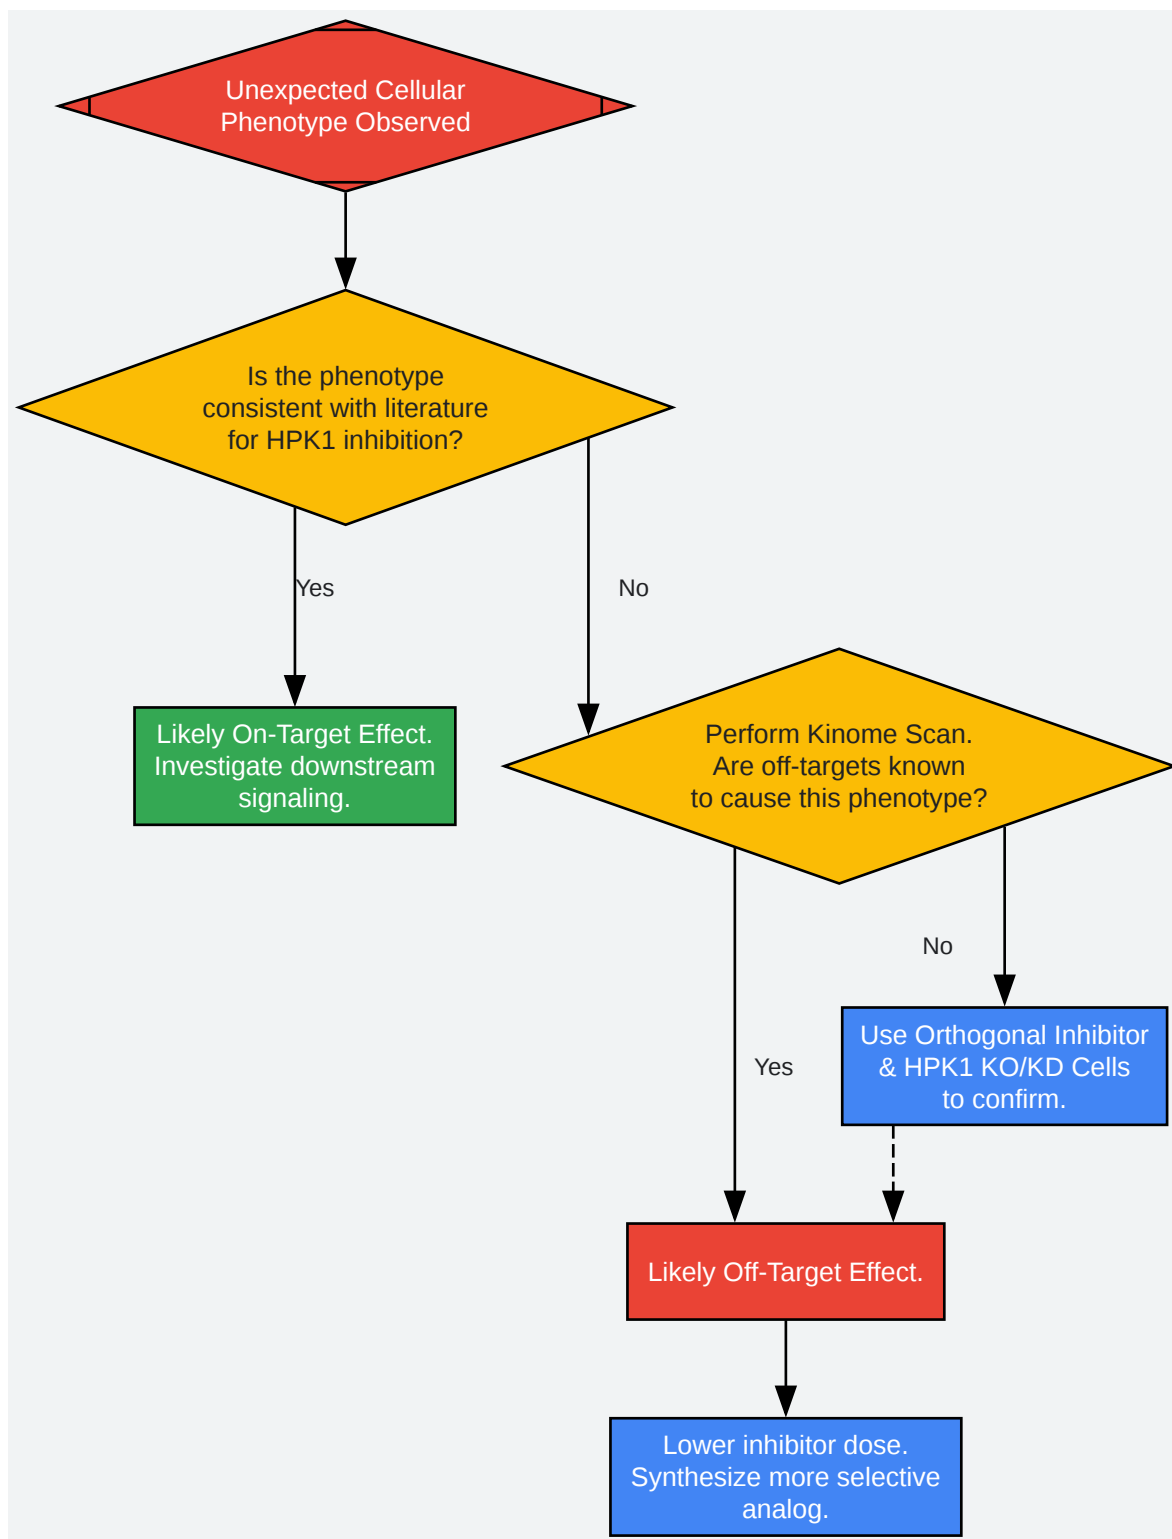 Unexpected Cellular
Phenotype Observed
Is the phenotype
consistent with literature
for HPK1 inhibition?
Yes
No
Likely On-Target Effect.
Investigate downstream
signaling.
Perform Kinome Scan.
Are off-targets known
to cause this phenotype?
No
Yes
Use Orthogonal Inhibitor
& HPK1 KO/KD Cells
to confirm.
Likely Off-Target Effect.
Lower inhibitor dose.
Synthesize more selective
analog.